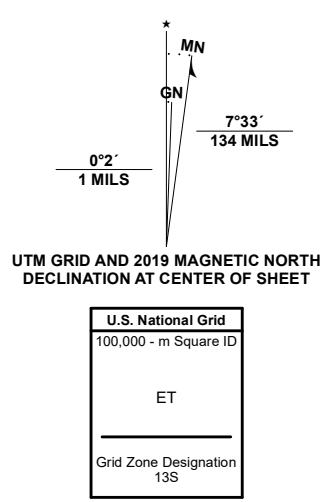 ★
MN
GN
7°33´
134 MILS
0°2´
1 MILS
UTM GRID AND 2019 MAGNETIC NORTH
DECLINATION AT CENTER OF SHEET
U.S. National Grid
100,000 - m Square ID
ET
Grid Zone Designation
13S